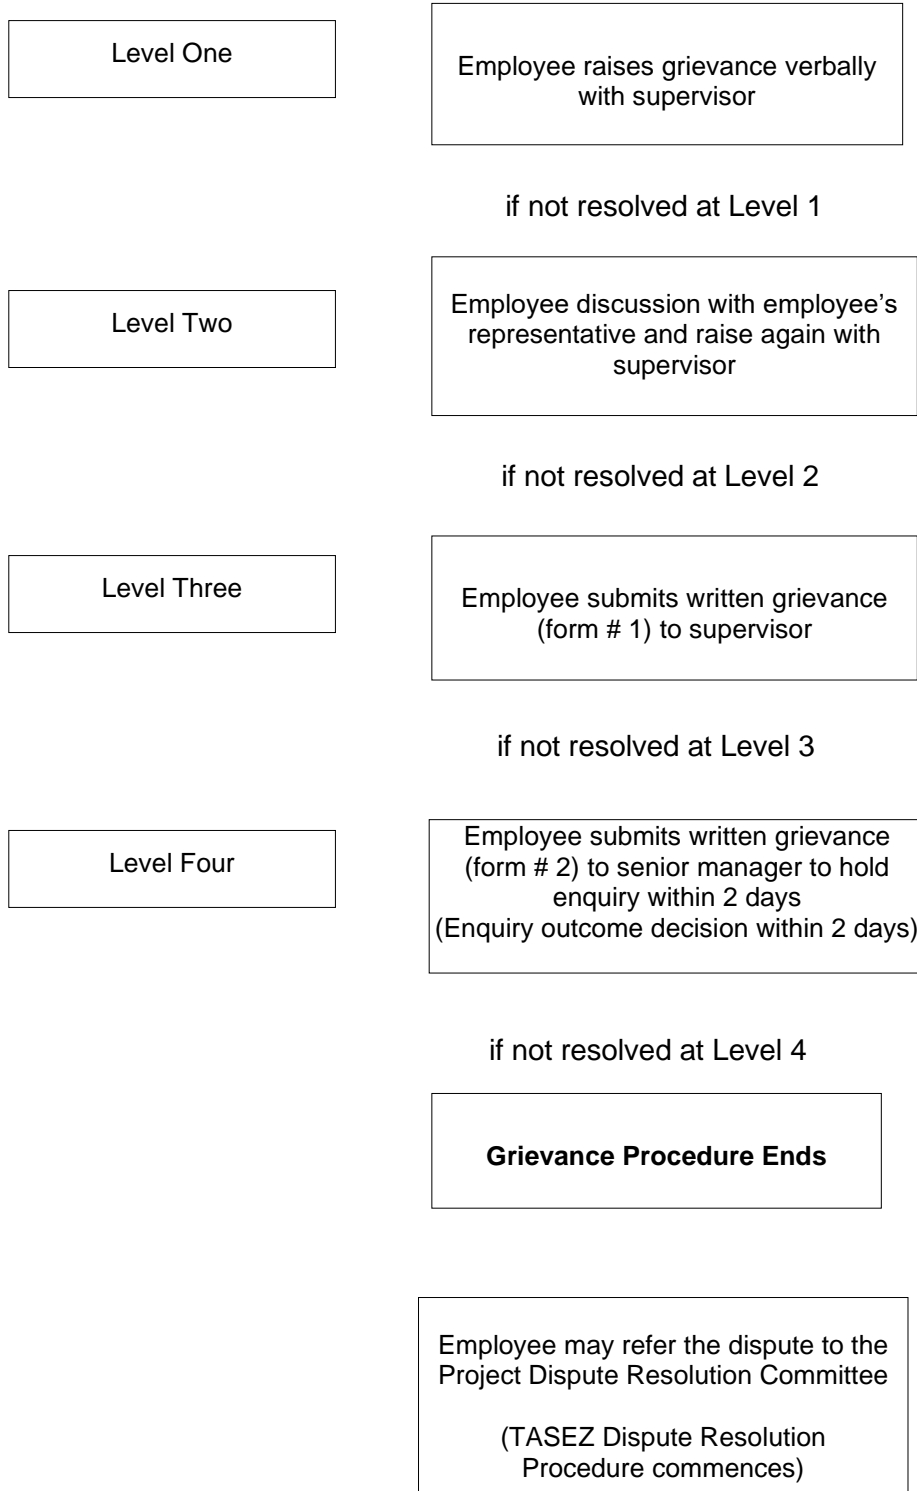 Level One
Employee raises grievance verbally
with supervisor
if not resolved at Level 1
Level Two
Employee discussion with employee’s
representative and raise again with
supervisor
if not resolved at Level 2
Level Three
Employee submits written grievance
(form # 1) to supervisor
if not resolved at Level 3
Level Four
Employee submits written grievance
(form # 2) to senior manager to hold
enquiry within 2 days
(Enquiry outcome decision within 2 days)
if not resolved at Level 4
Grievance Procedure Ends
Employee may refer the dispute to the
Project Dispute Resolution Committee
(TASEZ Dispute Resolution
Procedure commences)